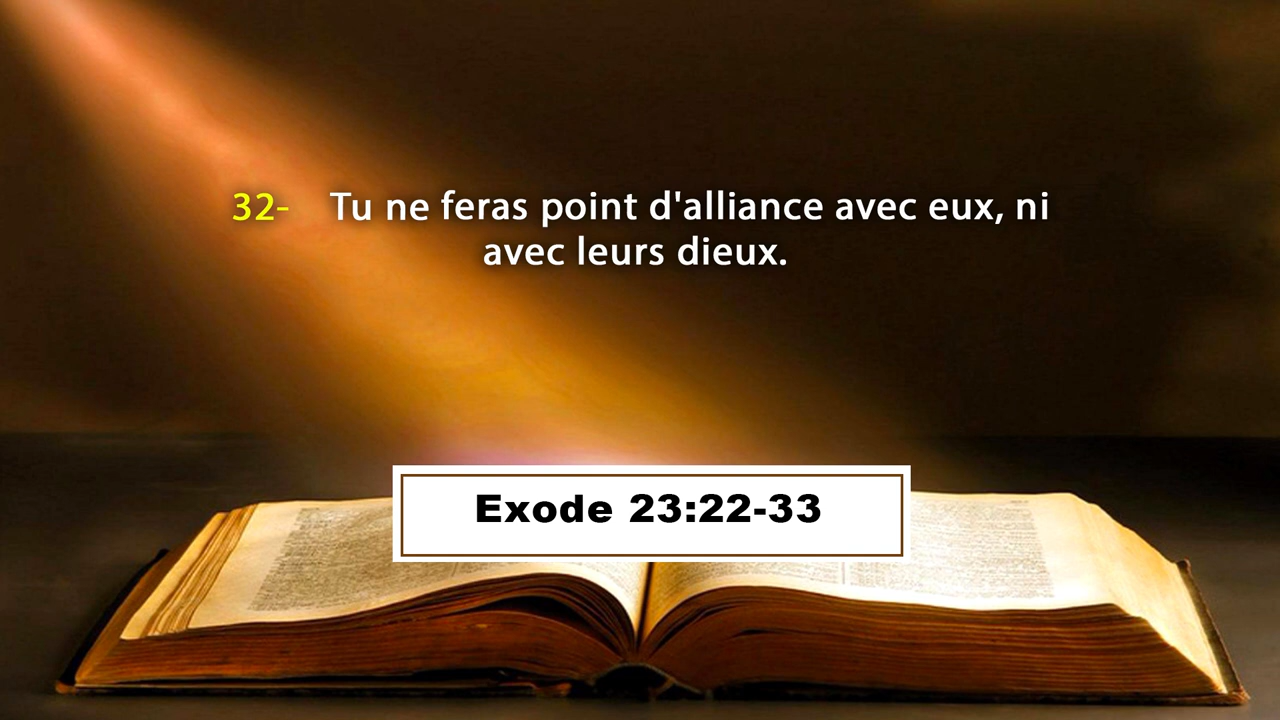 32- Tu ne feras point d'alliance avec eux, ni
avec leurs dieux.
Exode 23:22-33